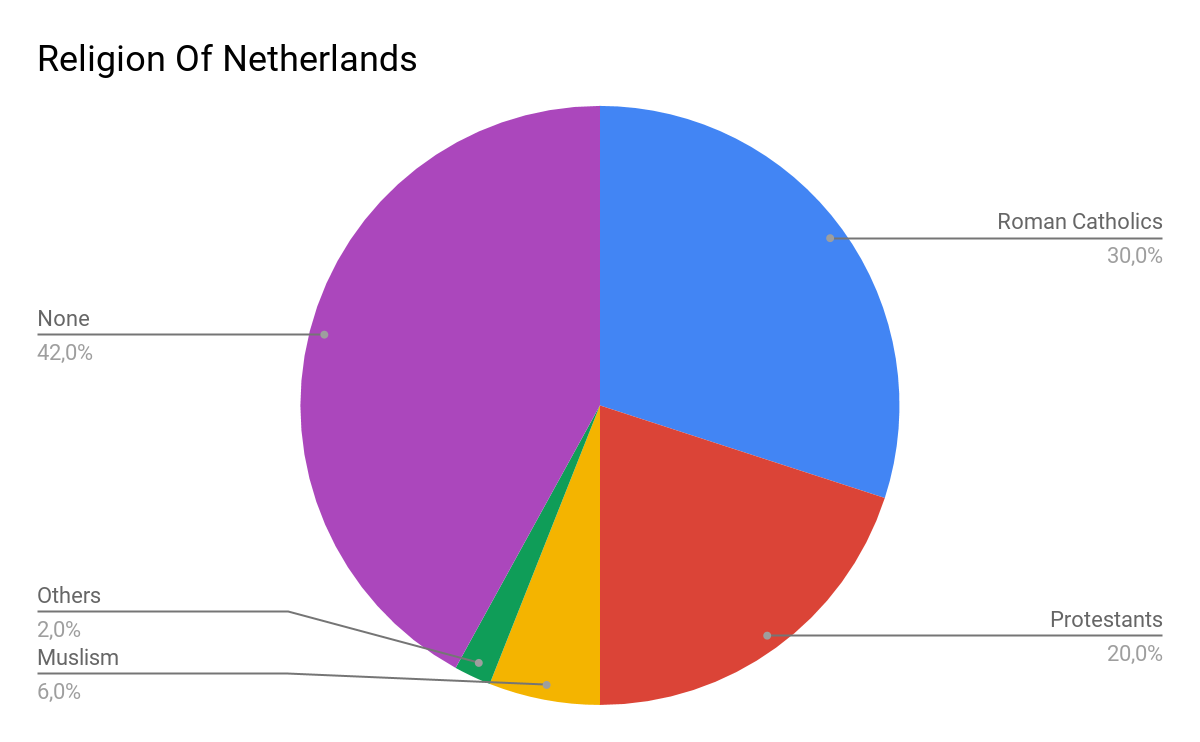 Religion Of Netherlands
Roman Catholics
30,0%
None
42,0%
Others
2,0%
Protestants
20,0%
Muslism
6,0%